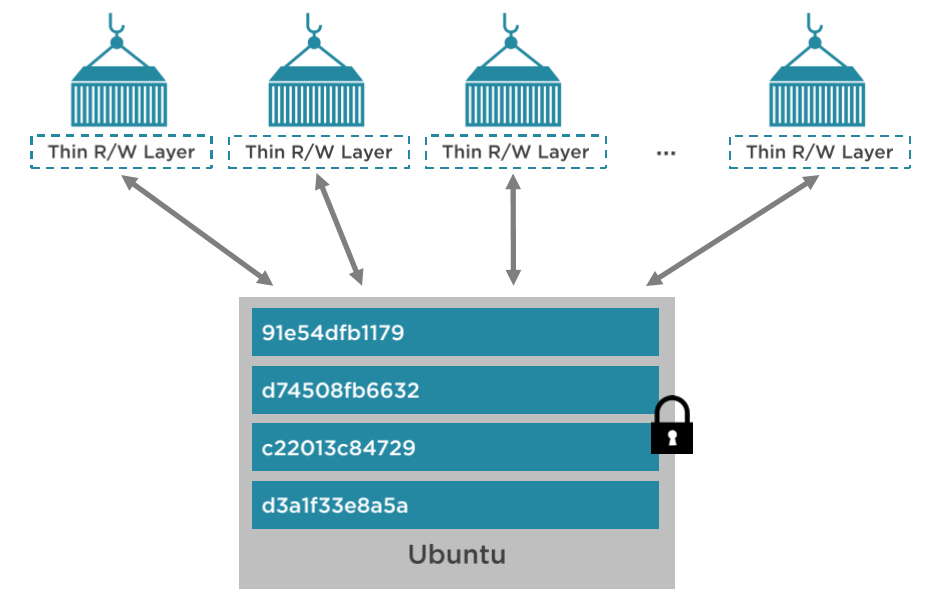 Thin R/W Layer
Thin R/W Layer
Thin R/W Layer
...
Thin R/W Layer
91e54dfb1179
d74508fb6632
c22013c84729
d3a1f33e8a5a
Ubuntu